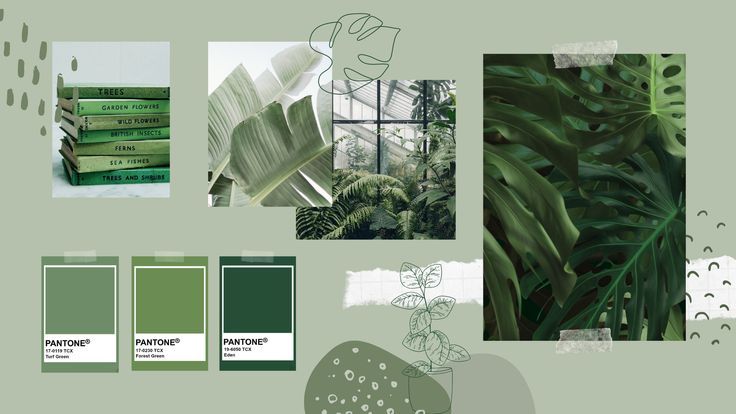 TREES
GARDEN FLOWERS
WILD FLOWERS
BRITISH INSECTS
FERNS
SEA FISHES
TREES AND SHRUBS
PANTONE®
17-0119 TCX
Turf Green
PANTONE®
17-0230 TCX
Forest Green
PANTONE®
19-6050 TCX
Eden